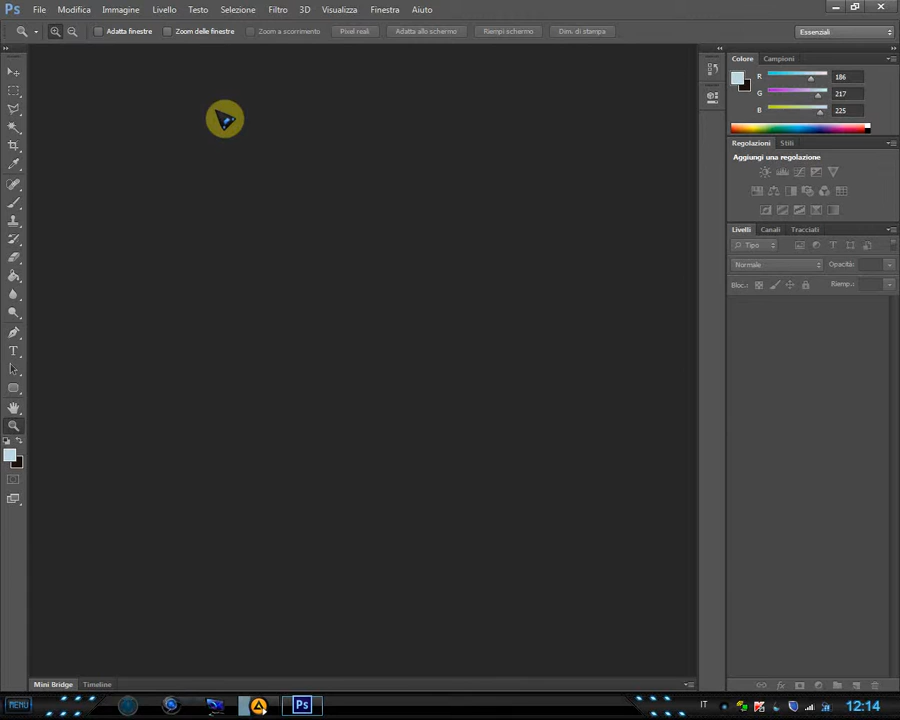 Ps File Modifica Immagine Livello Testo Selezione Filtro 3D Visualizza Finestra Aiuto
Adatta finestre Zoom delle finestre Zoom a scorrimento Pixel reali Adatta allo schermo Riempi schermo Dim. di stampa Essenziali
Colore Campioni
R 186
G 217
B 225
Regolazioni Stili
Aggiungi una regolazione
Livelli Canali Tracciati
Tipo
Normale Opacità:
Bloc.: Riemp.:
T
Mini Bridge Timeline
MENU Ps IT 12:14